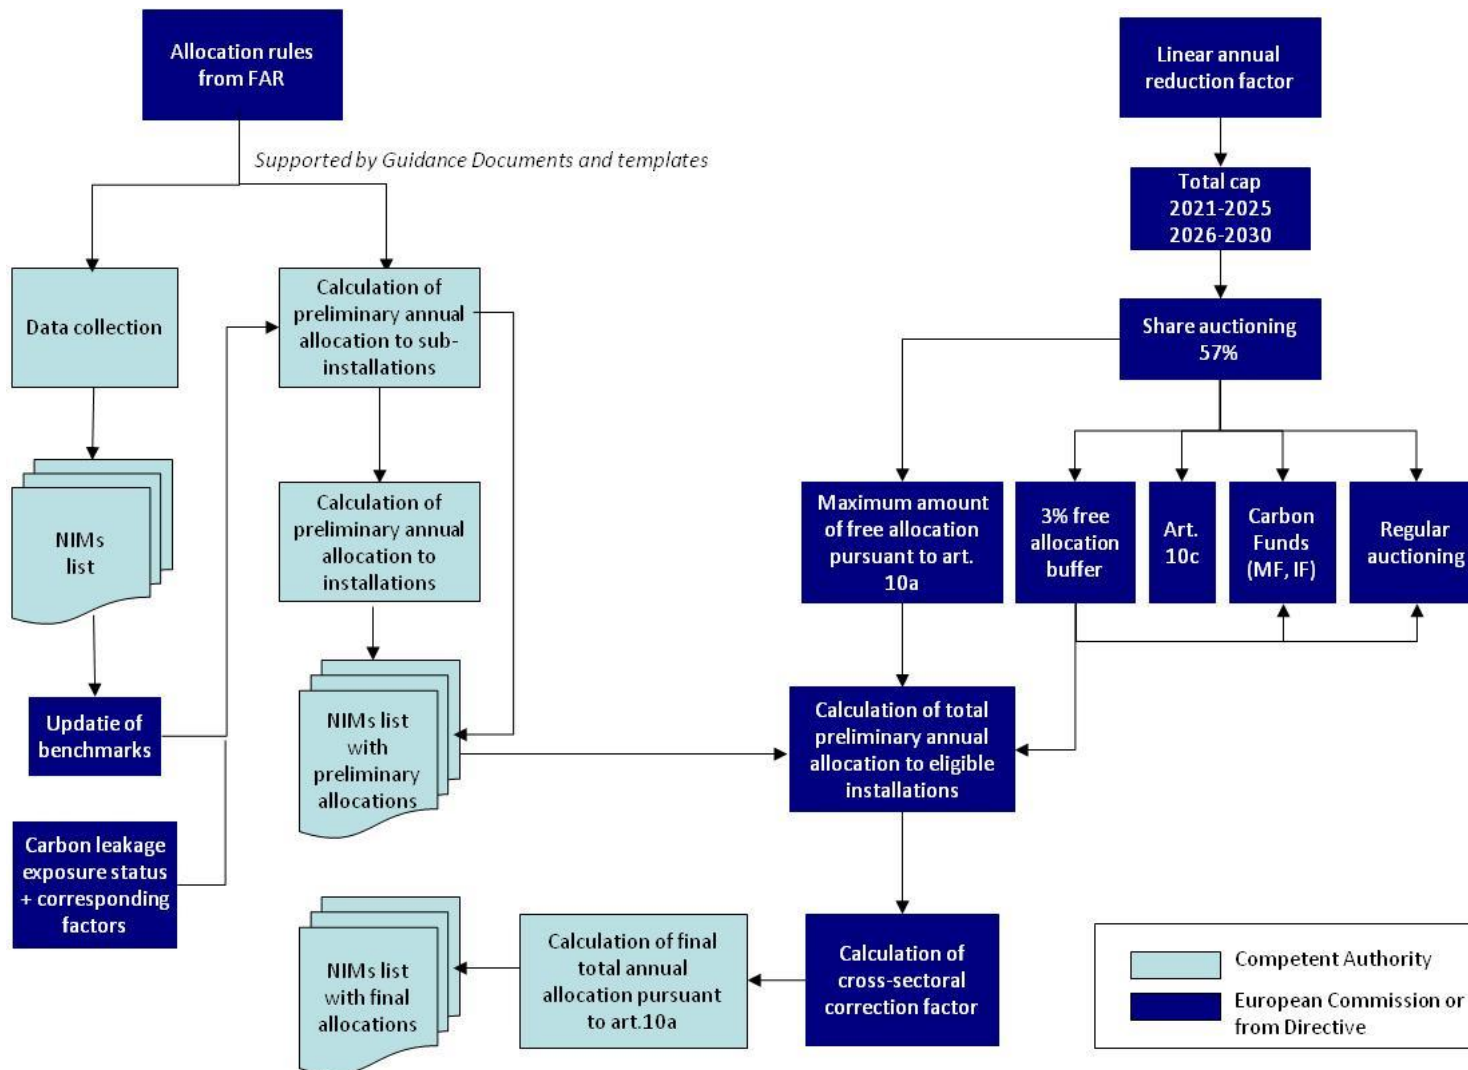 Allocation rules
from FAR
Linear annual
reduction factor
Supported by Guidance Documents and templates
Total cap
2021-2025
2026-2030
Data collection
Calculation of
preliminary annual
allocation to sub-
installations
Share auctioning
57%
NIMs
list
Calculation of
preliminary annual
allocation to
installations
Maximum amount
of free allocation
pursuant to art.
10a
3% free
allocation
buffer
Art.
10c
Carbon
Funds
(MF, IF)
Regular
auctioning
Updatie of
benchmarks
NIMs list
with
preliminary
allocations
Calculation of total
preliminary annual
allocation to eligible
installations
Carbon leakage
exposure status
+ corresponding
factors
NIMs list
with final
allocations
Calculation of final
total annual
allocation pursuant
to art.10a
Calculation of
cross-sectoral
correction factor
Competent Authority
European Commission or
from Directive